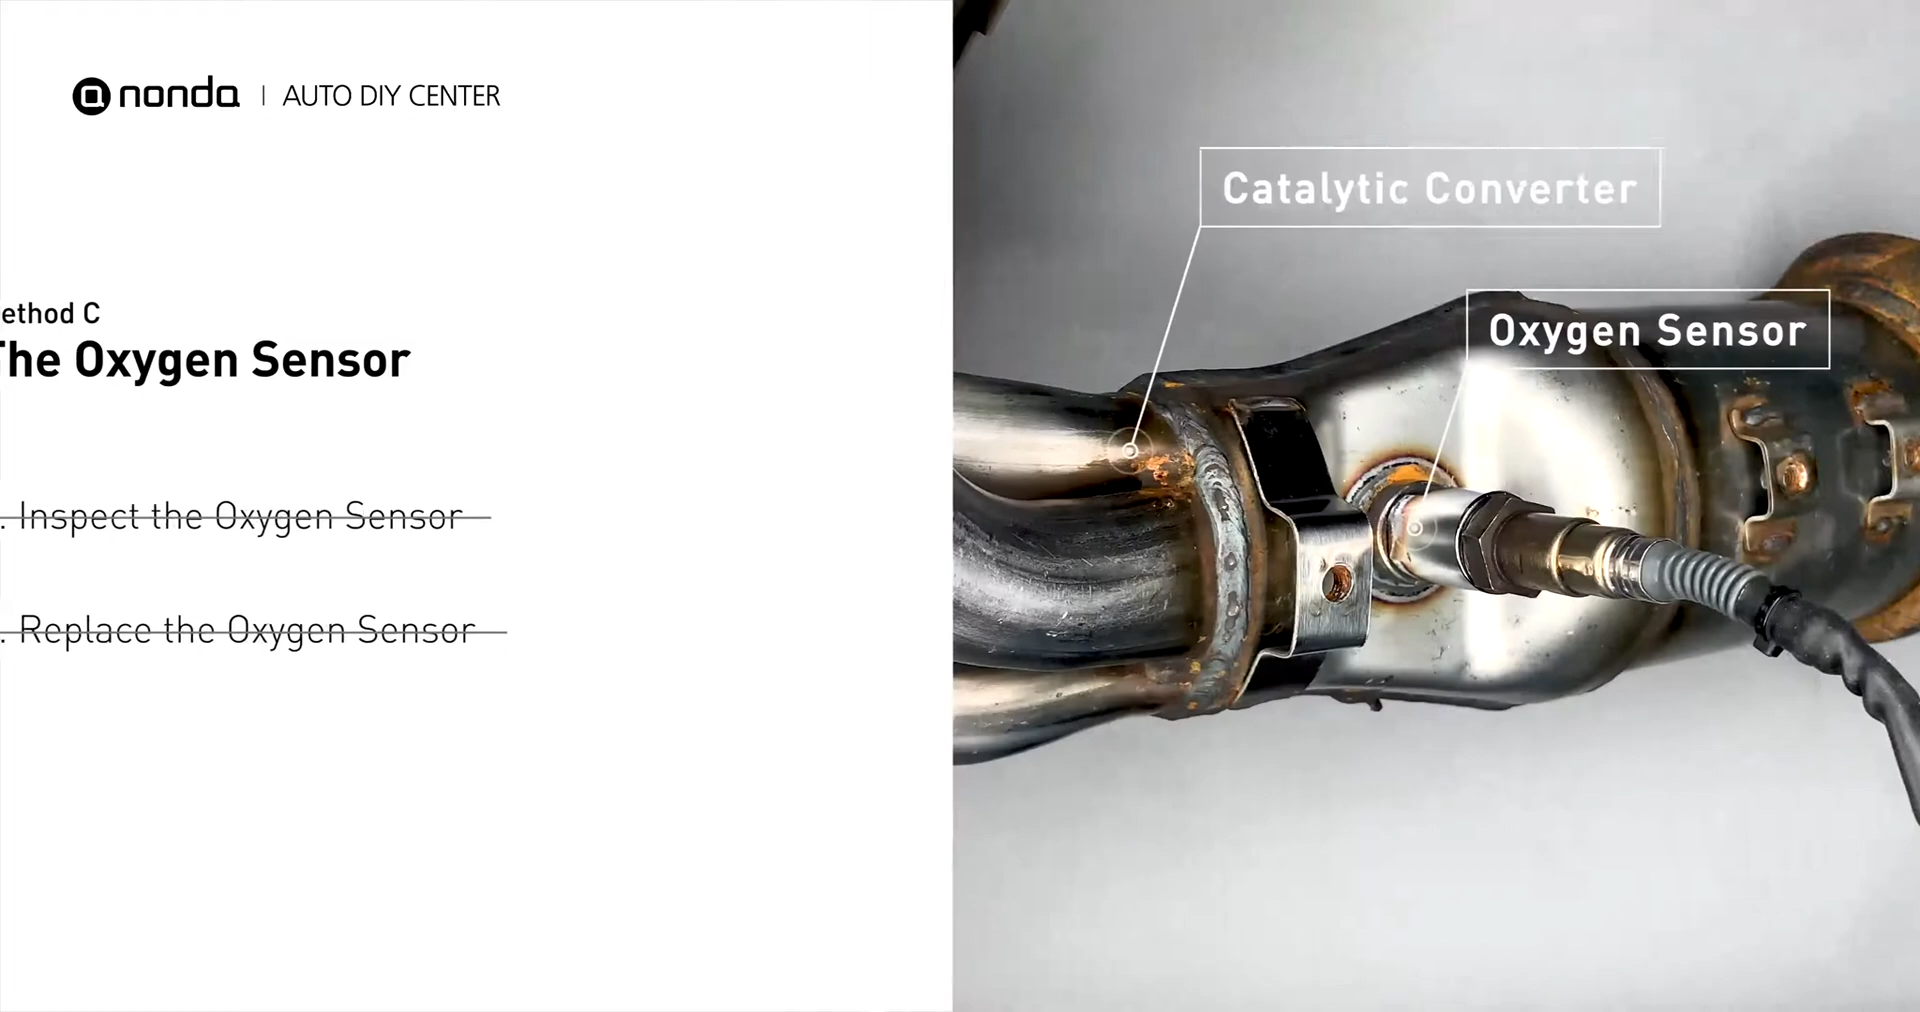 nonda | AUTO DIY CENTER
ethod C
The Oxygen Sensor
. Inspect the Oxygen Sensor
. Replace the Oxygen Sensor
Catalytic Converter
Oxygen Sensor